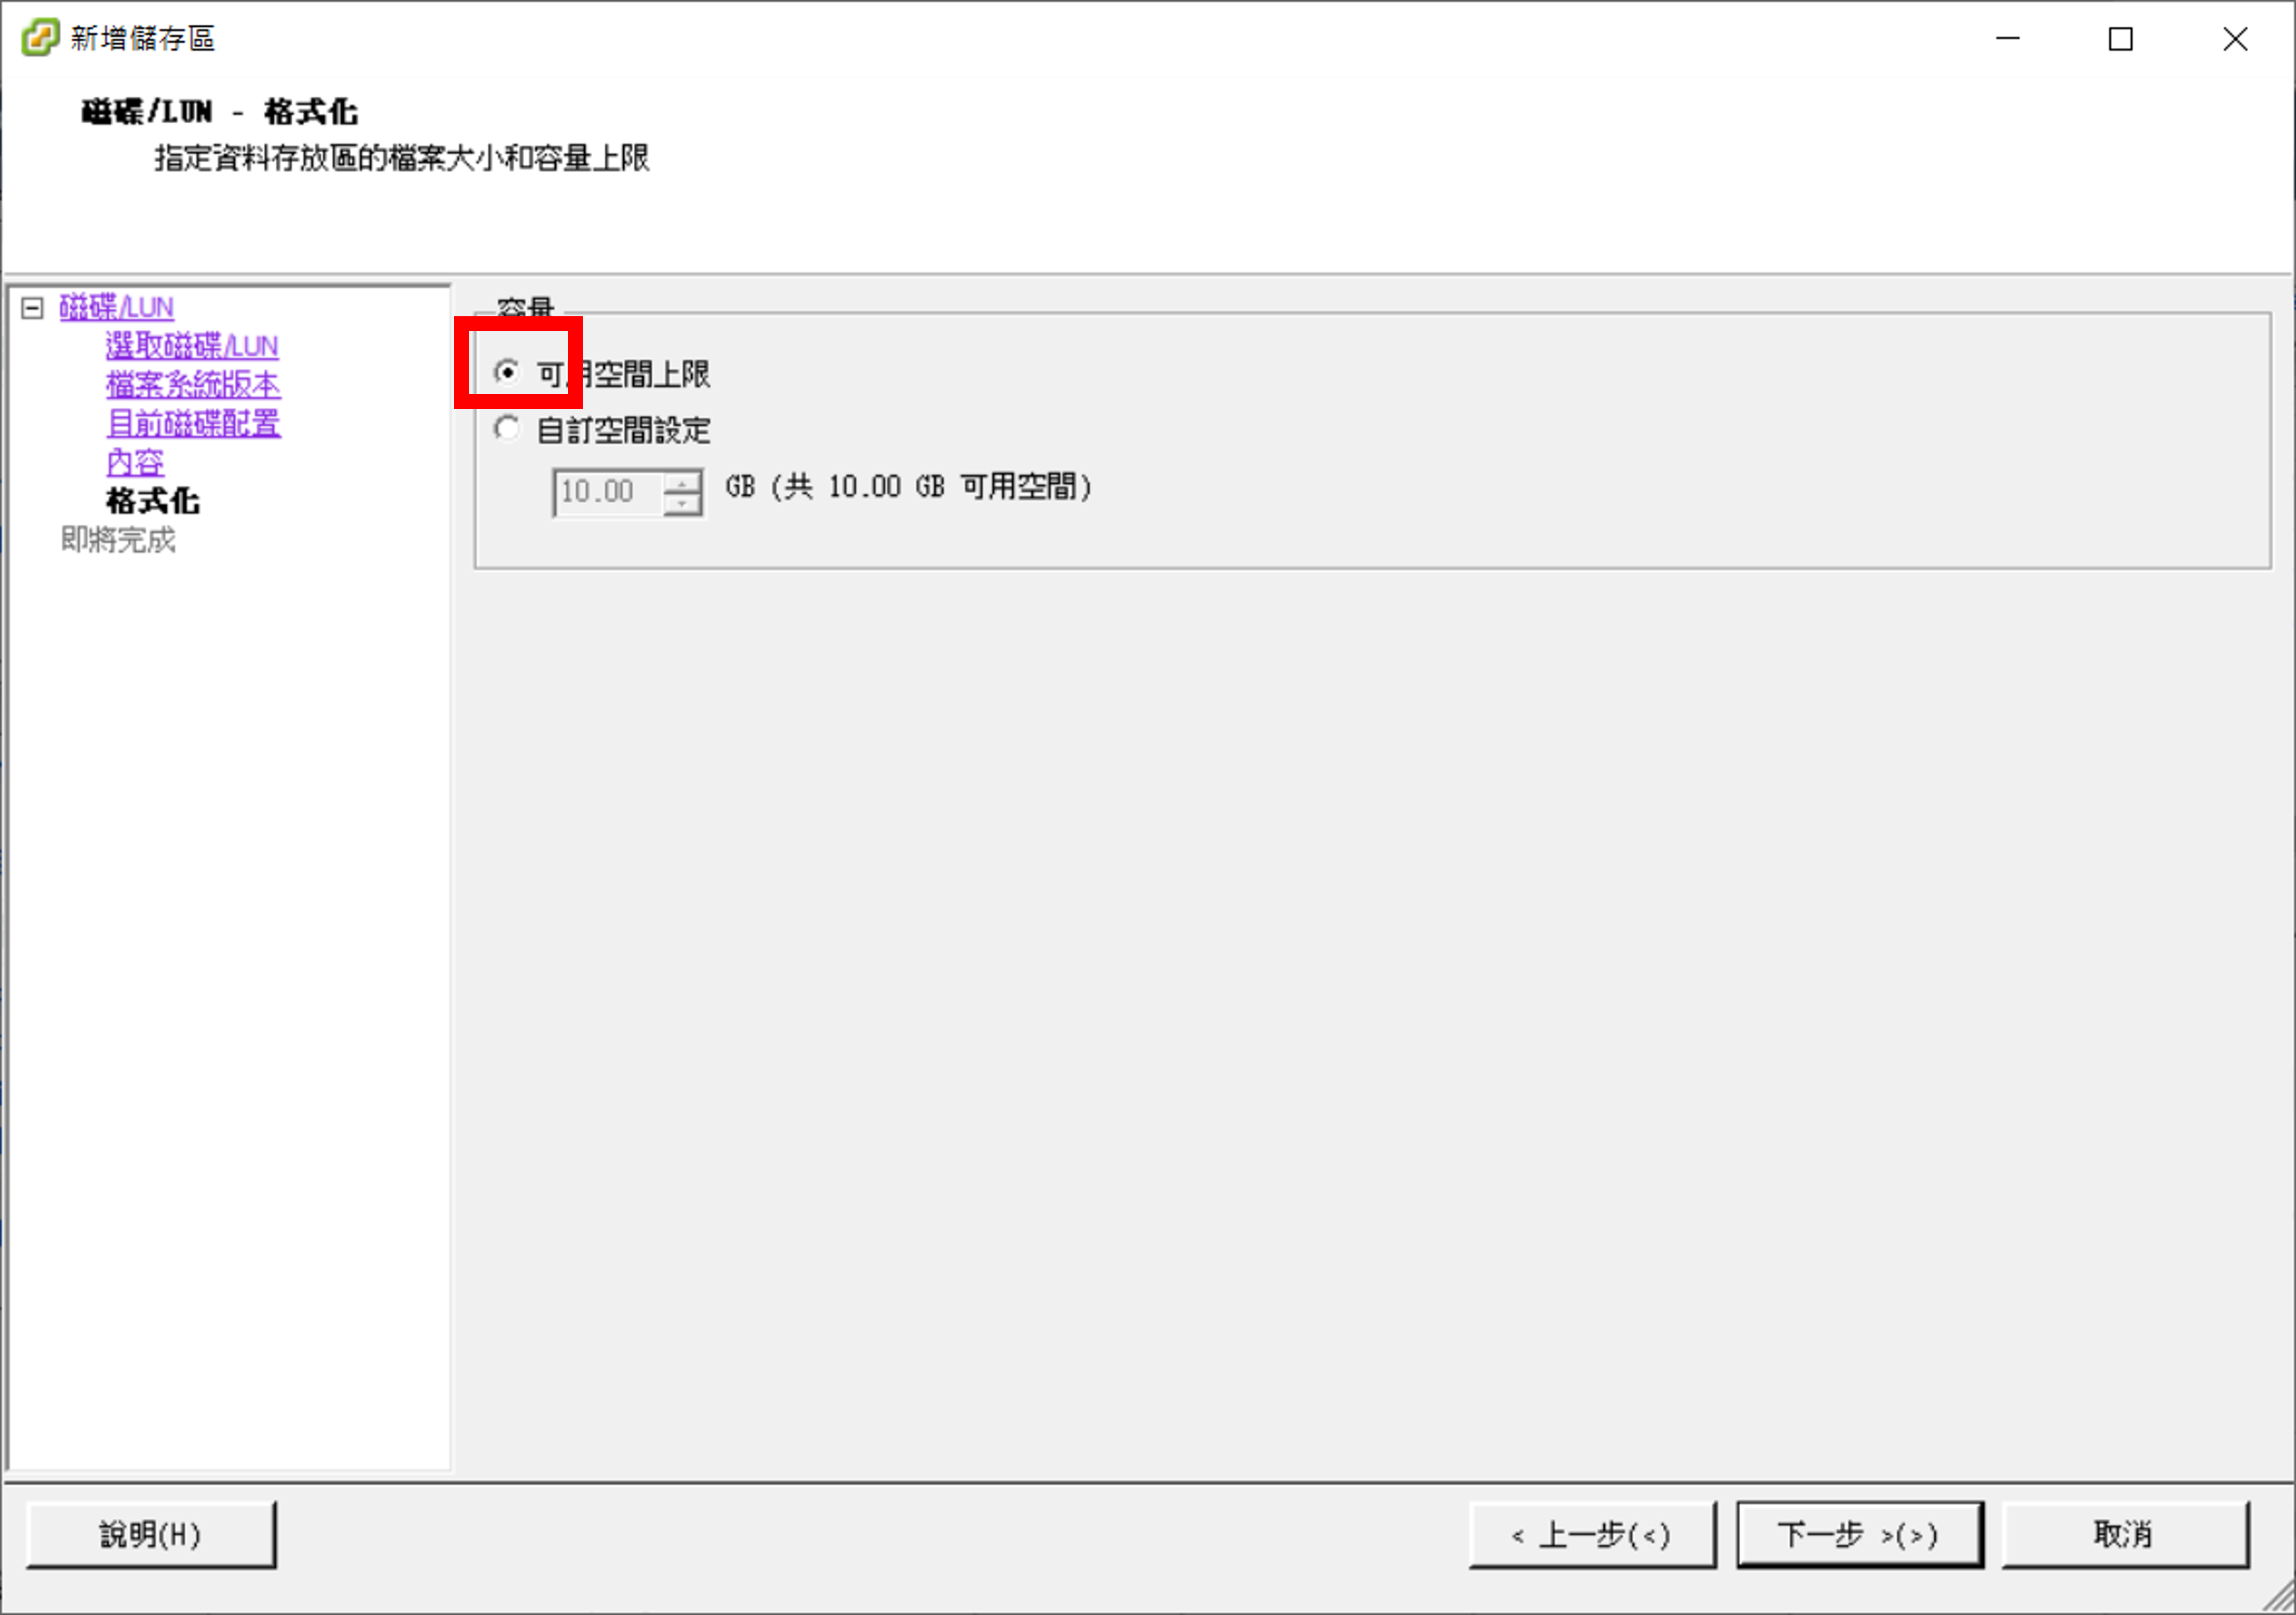 新增儲存區
磁碟/LUN - 格式化
指定資料存放區的檔案大小和容量上限
磁碟/LUN
選取磁碟/LUN
檔案系統版本
目前磁碟配置
內容
格式化
即將完成
容量
可用空間上限
自訂空間設定
10.00 GB (共 10.00 GB 可用空間)
說明(H)
< 上一步(<)
下一步 >(>)
取消